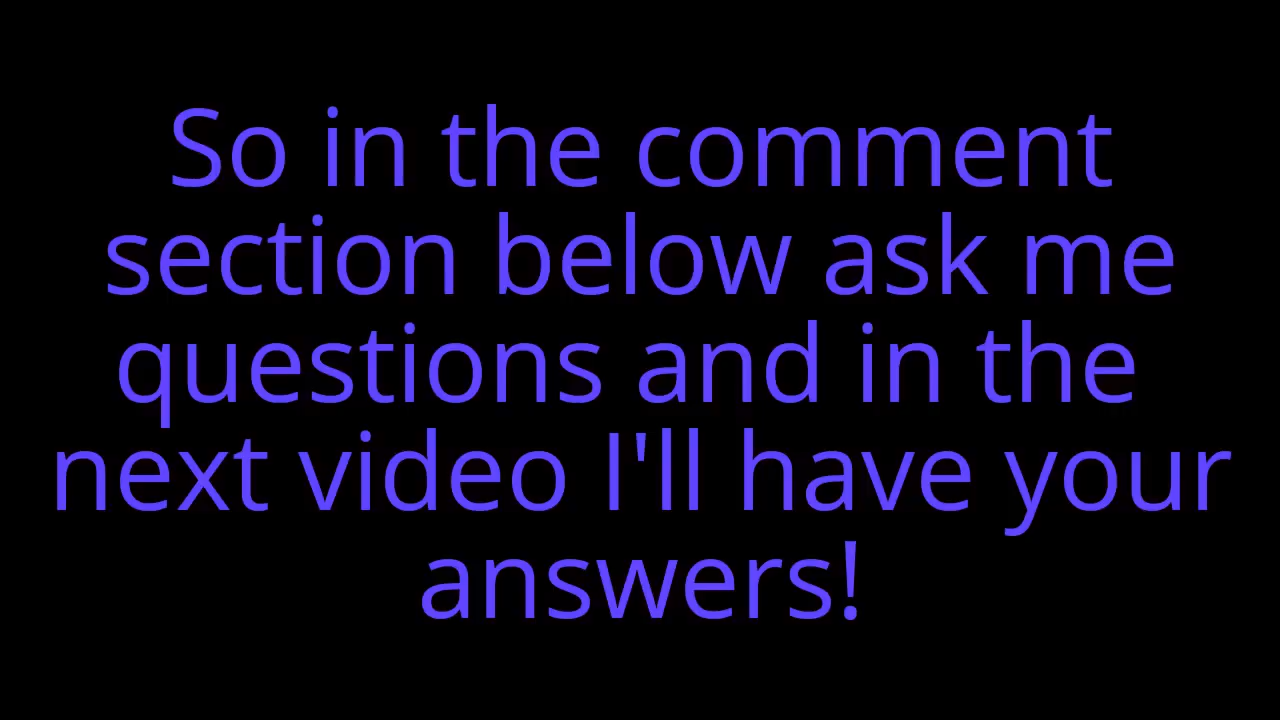 So in the comment
section below ask me
questions and in the
next video I'll have your
answers!